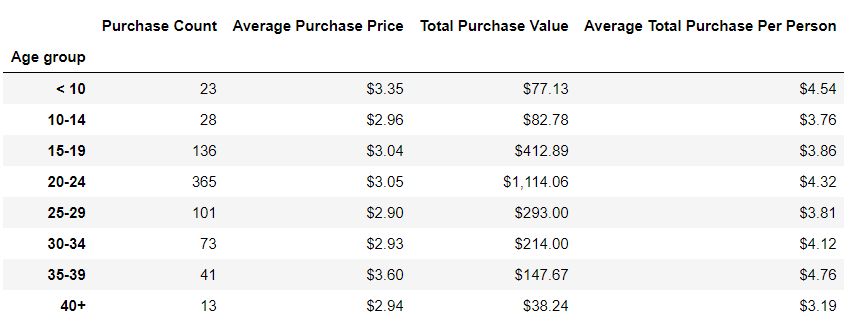 Purchase Count Average Purchase Price Total Purchase Value Average Total Purchase Per Person
Age group
< 10 23 $3.35 $77.13 $4.54
10-14 28 $2.96 $82.78 $3.76
15-19 136 $3.04 $412.89 $3.86
20-24 365 $3.05 $1,114.06 $4.32
25-29 101 $2.90 $293.00 $3.81
30-34 73 $2.93 $214.00 $4.12
35-39 41 $3.60 $147.67 $4.76
40+ 13 $2.94 $38.24 $3.19